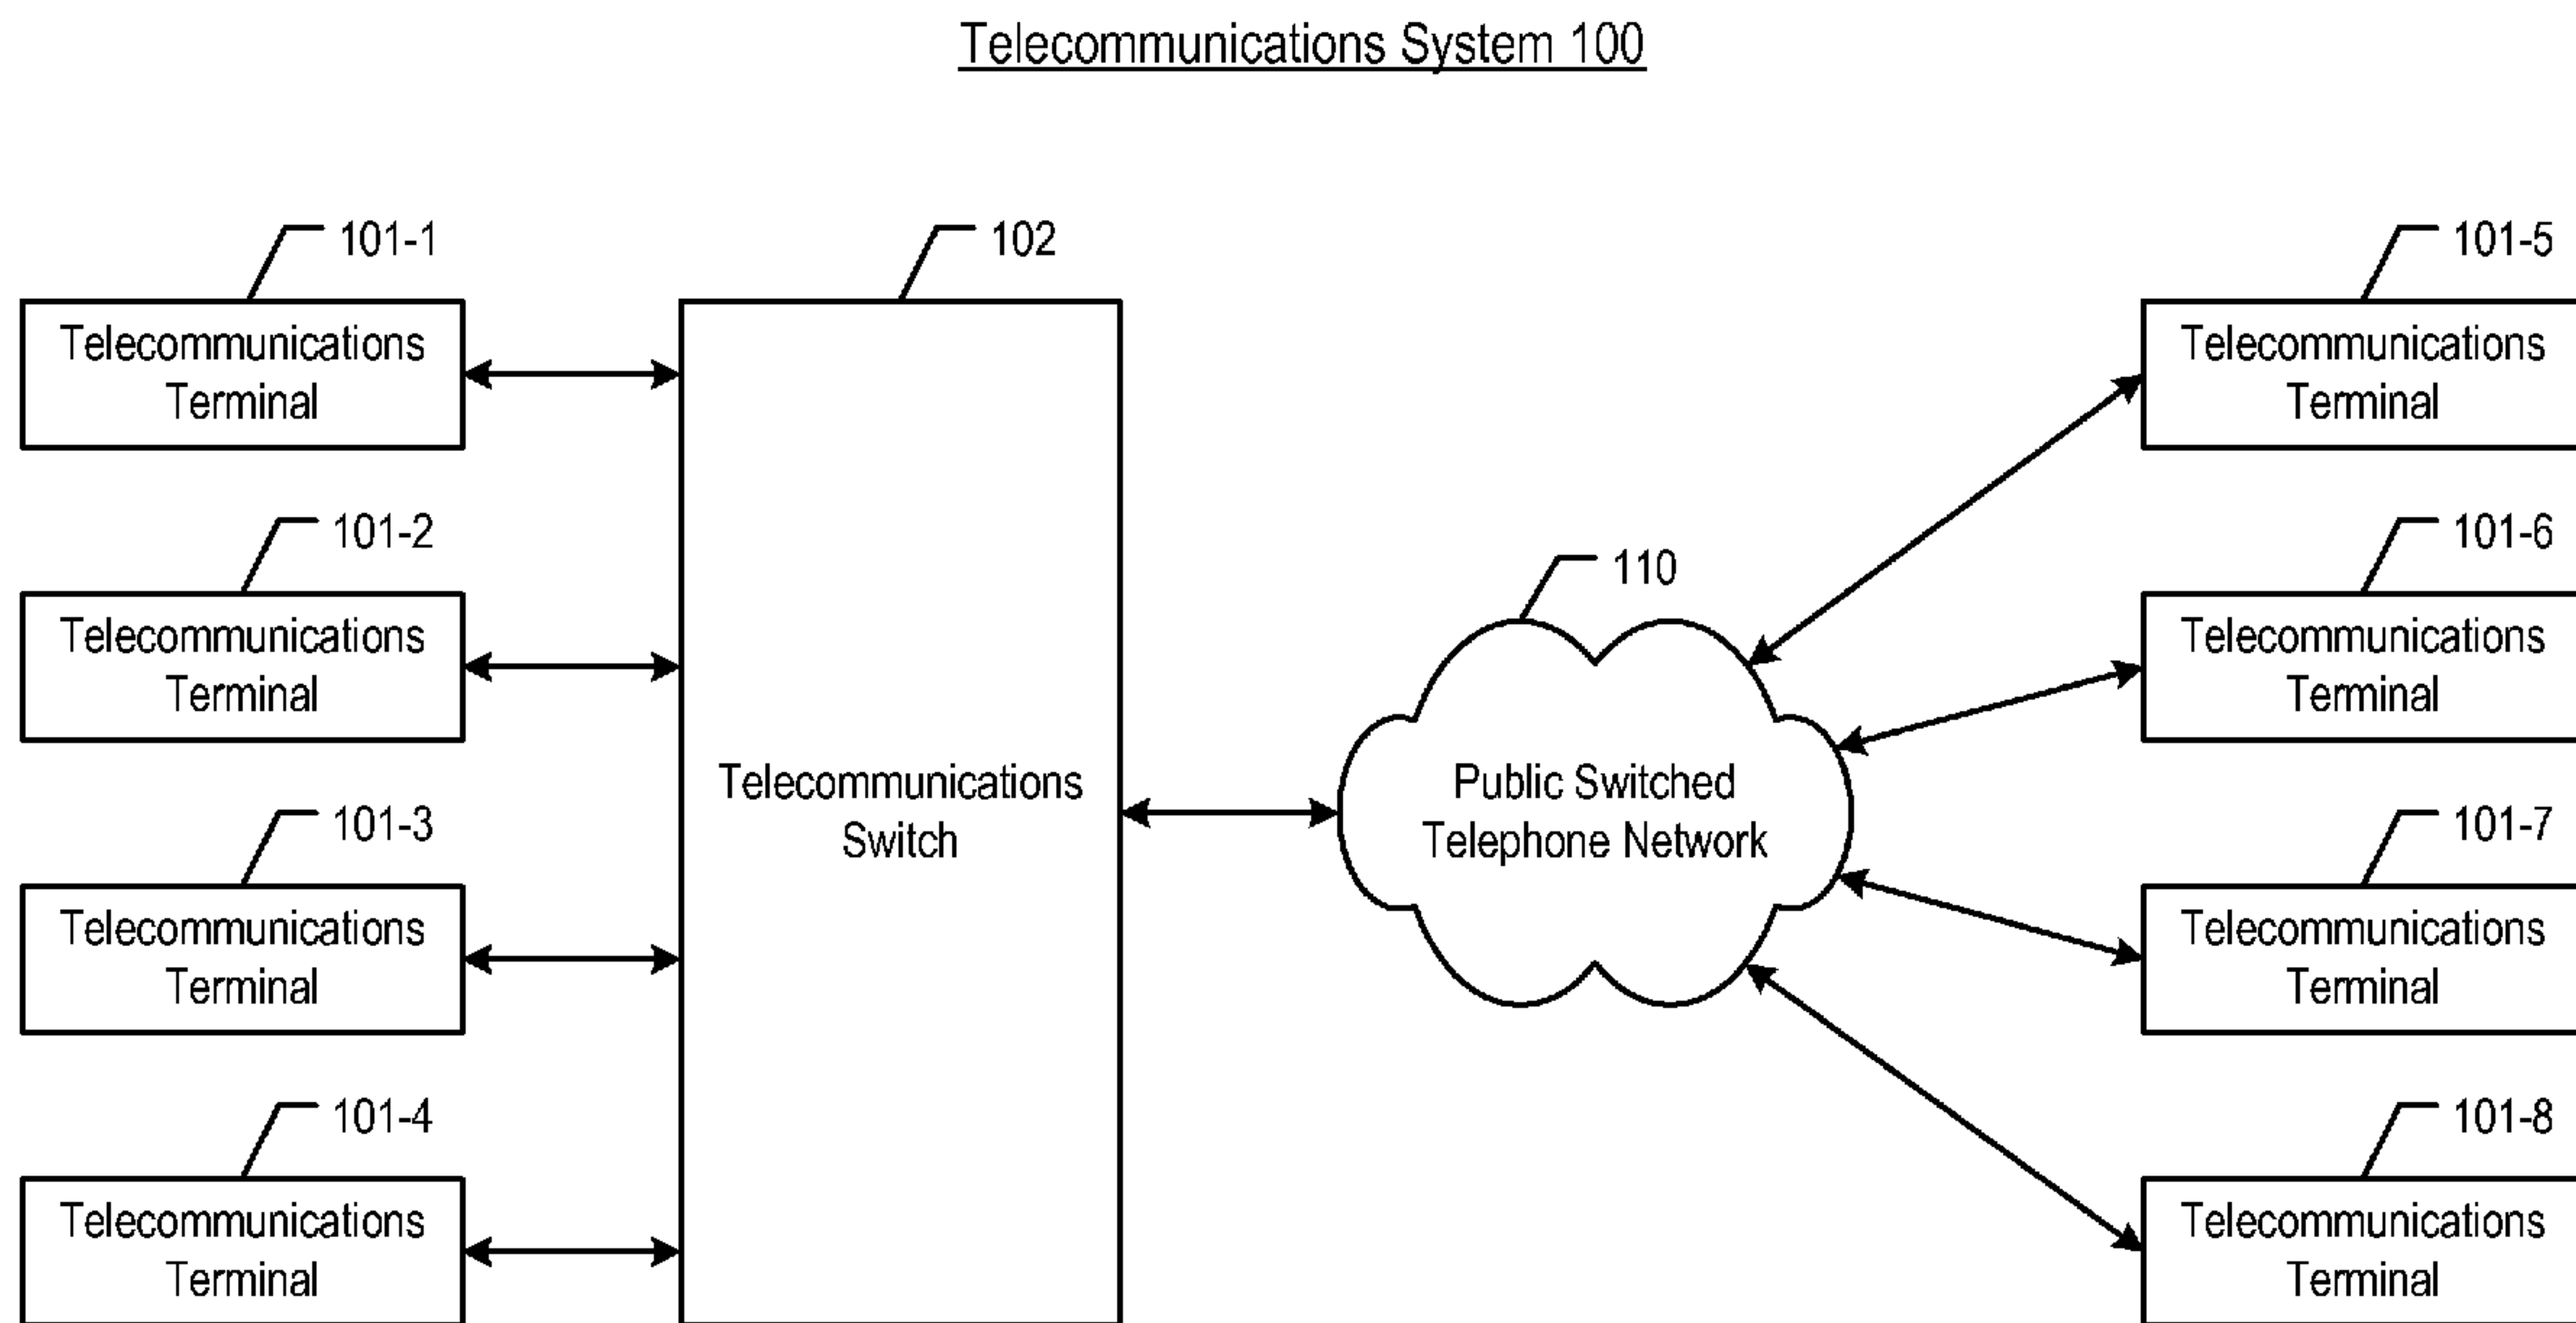 Telecommunications System 100
101-1
102
101-5
Telecommunications
Terminal
Telecommunications
Terminal
101-2
110
101-6
Telecommunications
Terminal
Telecommunications
Terminal
Telecommunications
Switch
Public Switched
Telephone Network
101-3
101-7
Telecommunications
Terminal
Telecommunications
Terminal
101-4
101-8
Telecommunications
Terminal
Telecommunications
Terminal